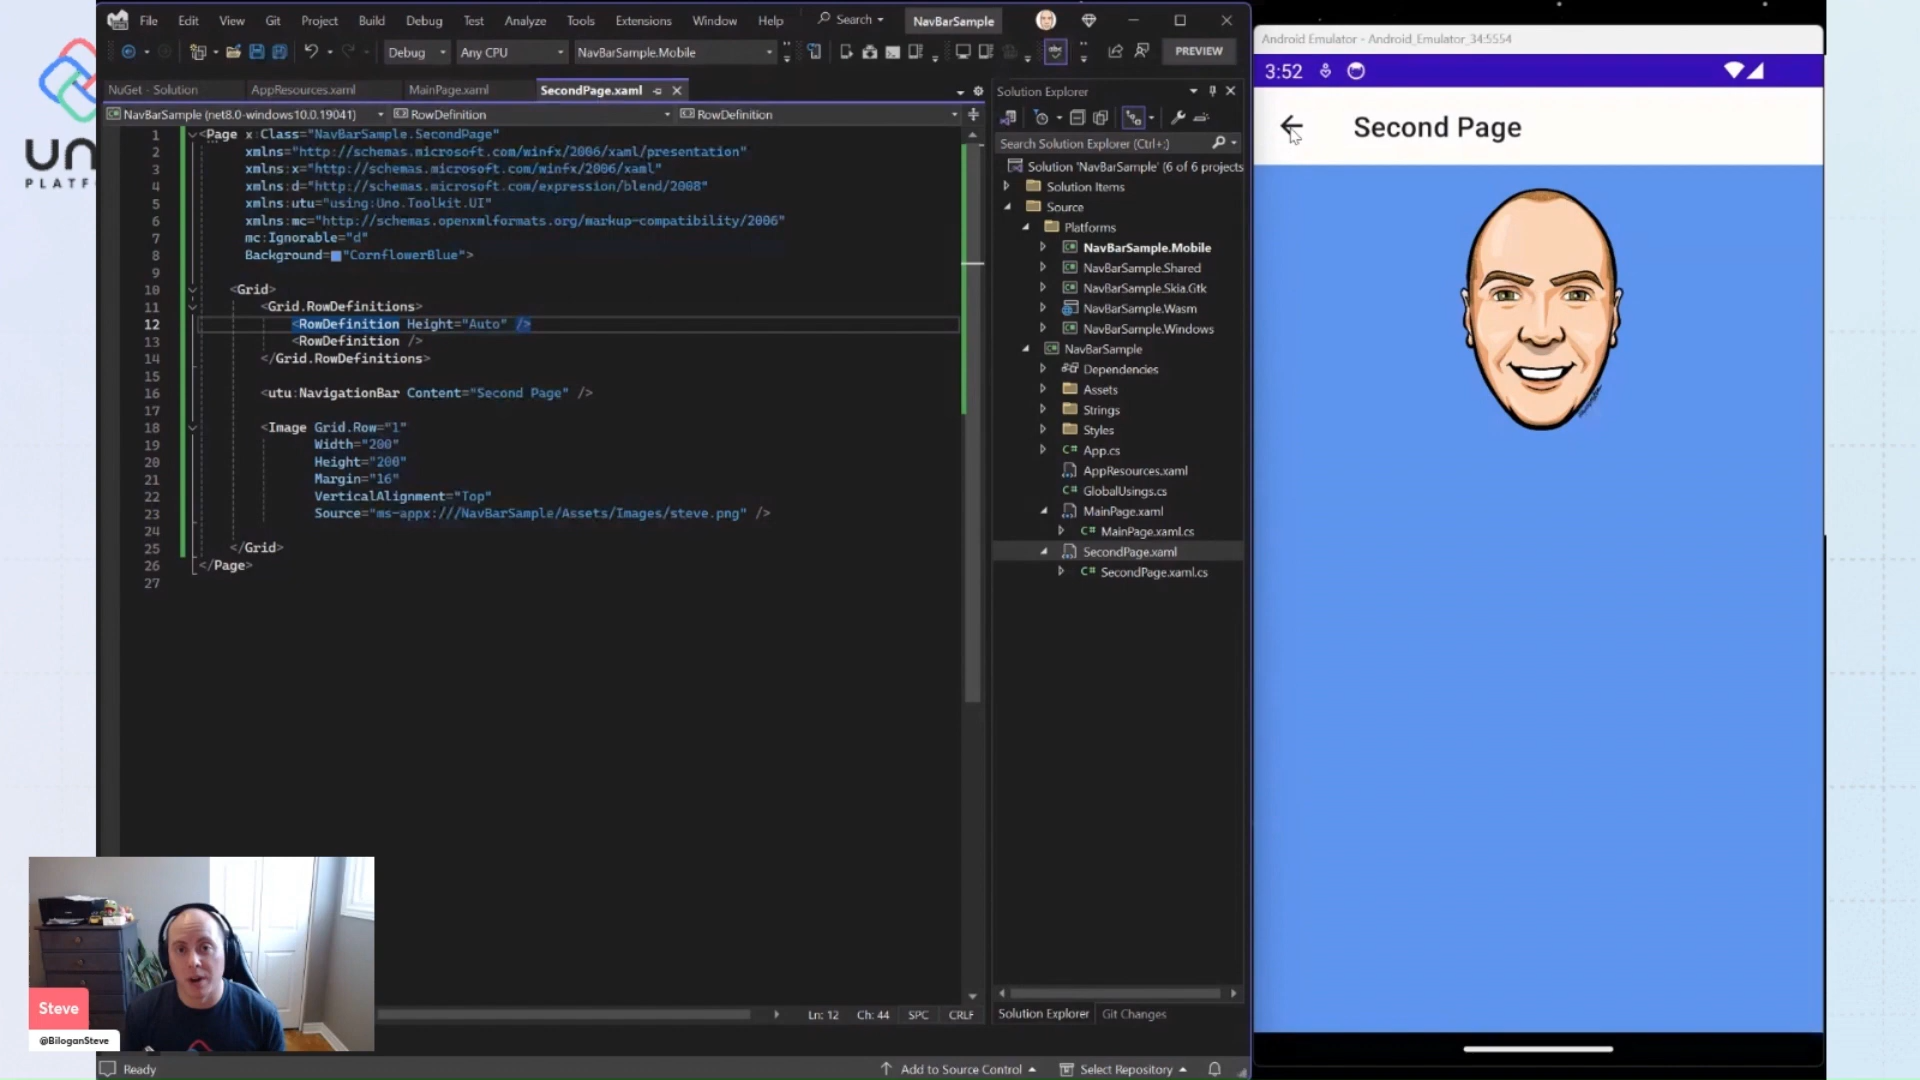 UN
PLATF
File Edit View Git Project Build Debug Test Analyze Tools Extensions Window Help Search NavBarSample
Debug Any CPU NavBarSample.Mobile PREVIEW
NuGet - Solution AppResources.xaml MainPage.xaml SecondPage.xaml
NavBarSample (net8.0-windows10.0.19041) RowDefinition RowDefinition
1 <Page x:Class="NavBarSample.SecondPage"
2 xmlns="http://schemas.microsoft.com/winfx/2006/xaml/presentation"
3 xmlns:x="http://schemas.microsoft.com/winfx/2006/xaml"
4 xmlns:d="http://schemas.microsoft.com/expression/blend/2008"
5 xmlns:utu="using:Uno.Toolkit.UI"
6 xmlns:mc="http://schemas.openxmlformats.org/markup-compatibility/2006"
7 mc:Ignorable="d"
8 Background="CornflowerBlue">
9
10 <Grid>
11 <Grid.RowDefinitions>
12 <RowDefinition Height="Auto" />
13 <RowDefinition />
14 </Grid.RowDefinitions>
15
16 <utu:NavigationBar Content="Second Page" />
17
18 <Image Grid.Row="1"
19 Width="200"
20 Height="200"
21 Margin="16"
22 VerticalAlignment="Top"
23 Source="ms-appx:///NavBarSample/Assets/Images/steve.png" />
24
25 </Grid>
26 </Page>
27
Ln: 12 Ch: 44 SPC CRLF
Ready Add to Source Control Select Repository
Solution Explorer
Search Solution Explorer (Ctrl+;)
Solution 'NavBarSample' (6 of 6 projects
Solution Items
Source
Platforms
NavBarSample.Mobile
NavBarSample.Shared
NavBarSample.Skia.Gtk
NavBarSample.Wasm
NavBarSample.Windows
NavBarSample
Dependencies
Assets
Strings
Styles
C# App.cs
AppResources.xaml
C# GlobalUsings.cs
MainPage.xaml
C# MainPage.xaml.cs
SecondPage.xaml
C# SecondPage.xaml.cs
Solution Explorer Git Changes
Android Emulator - Android_Emulator_34:5554
3:52
Second Page
Steve
@BiloganSteve